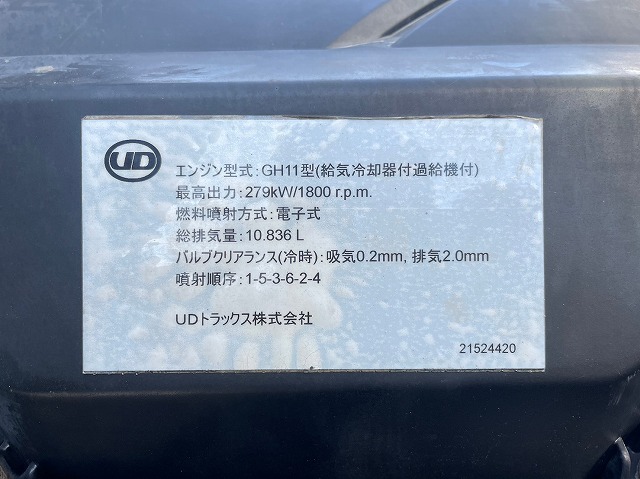 UD
エンジン型式:GH11型(給気冷却器付過給機付)
最高出力:279kW/1800 r.p.m.
燃料噴射方式:電子式
総排気量:10.836 L
バルブクリアランス(冷時):吸気0.2mm, 排気2.0mm
噴射順序:1-5-3-6-2-4
UDトラックス株式会社
21524420